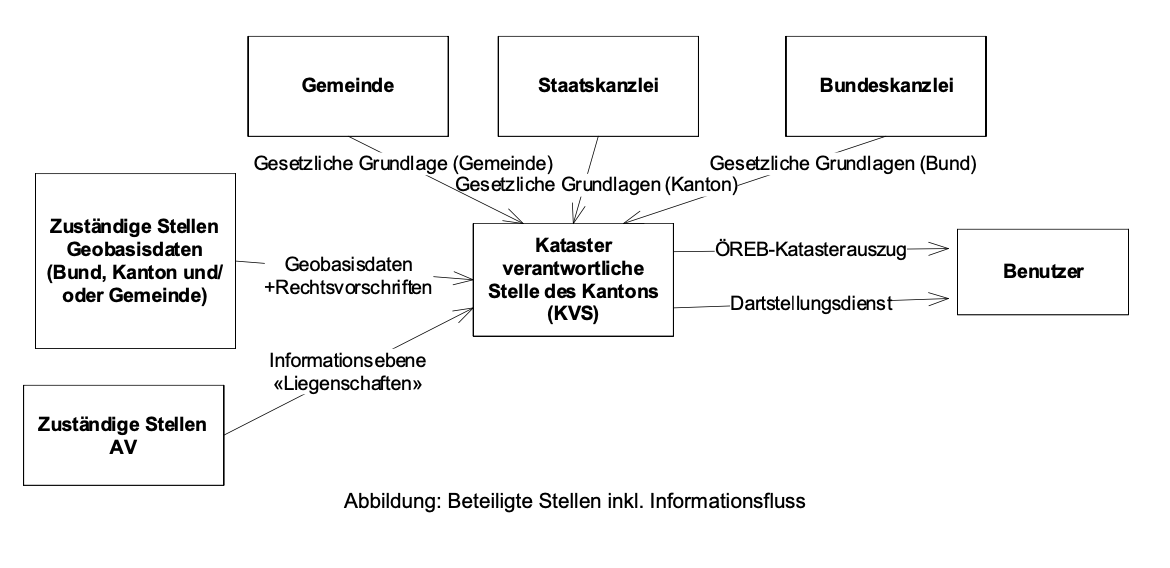 Gemeinde
Staatskanzlei
Bundeskanzlei
Gesetzliche Grundlage (Gemeinde)
Gesetzliche Grundlagen (Kanton)
Gesetzliche Grundlagen (Bund)
Zuständige Stellen
Geobasisdaten
(Bund, Kanton und/
oder Gemeinde)
Geobasisdaten
+Rechtsvorschriften
Kataster
verantwortliche
Stelle des Kantons
(KVS)
ÖREB-Katasterauszug
Dartstellungsdienst
Benutzer
Informationsebene
«Liegenschaften»
Zuständige Stellen
AV
Abbildung: Beteiligte Stellen inkl. Informationsfluss